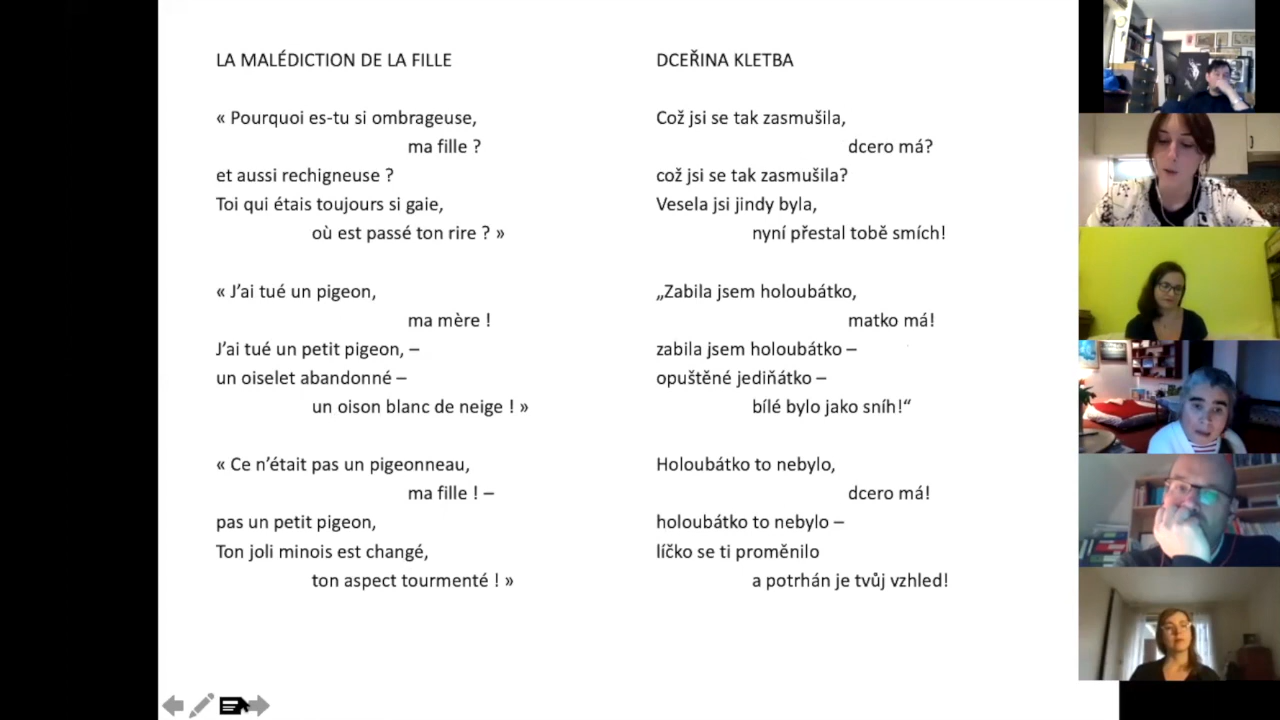 LA MALÉDICTION DE LA FILLE
« Pourquoi es-tu si ombrageuse,
ma fille ?
et aussi rechigneuse ?
Toi qui étais toujours si gaie,
où est passé ton rire ? »
« J’ai tué un pigeon,
ma mère !
J’ai tué un petit pigeon, –
un oiselet abandonné –
un oison blanc de neige ! »
« Ce n’était pas un pigeonneau,
ma fille ! –
pas un petit pigeon,
Ton joli minois est changé,
ton aspect tourmenté ! »
DCEŘINA KLETBA
Což jsi se tak zasmušila,
dcero má?
což jsi se tak zasmušila?
Vesela jsi jindy byla,
nyní přestal tobě smích!
„Zabila jsem holoubátko,
matko má!
zabila jsem holoubátko –
opuštěné jediňátko –
bílé bylo jako sníh!“
Holoubátko to nebylo,
dcero má!
holoubátko to nebylo –
líčko se ti proměnilo
a potrhán je tvůj vzhled!